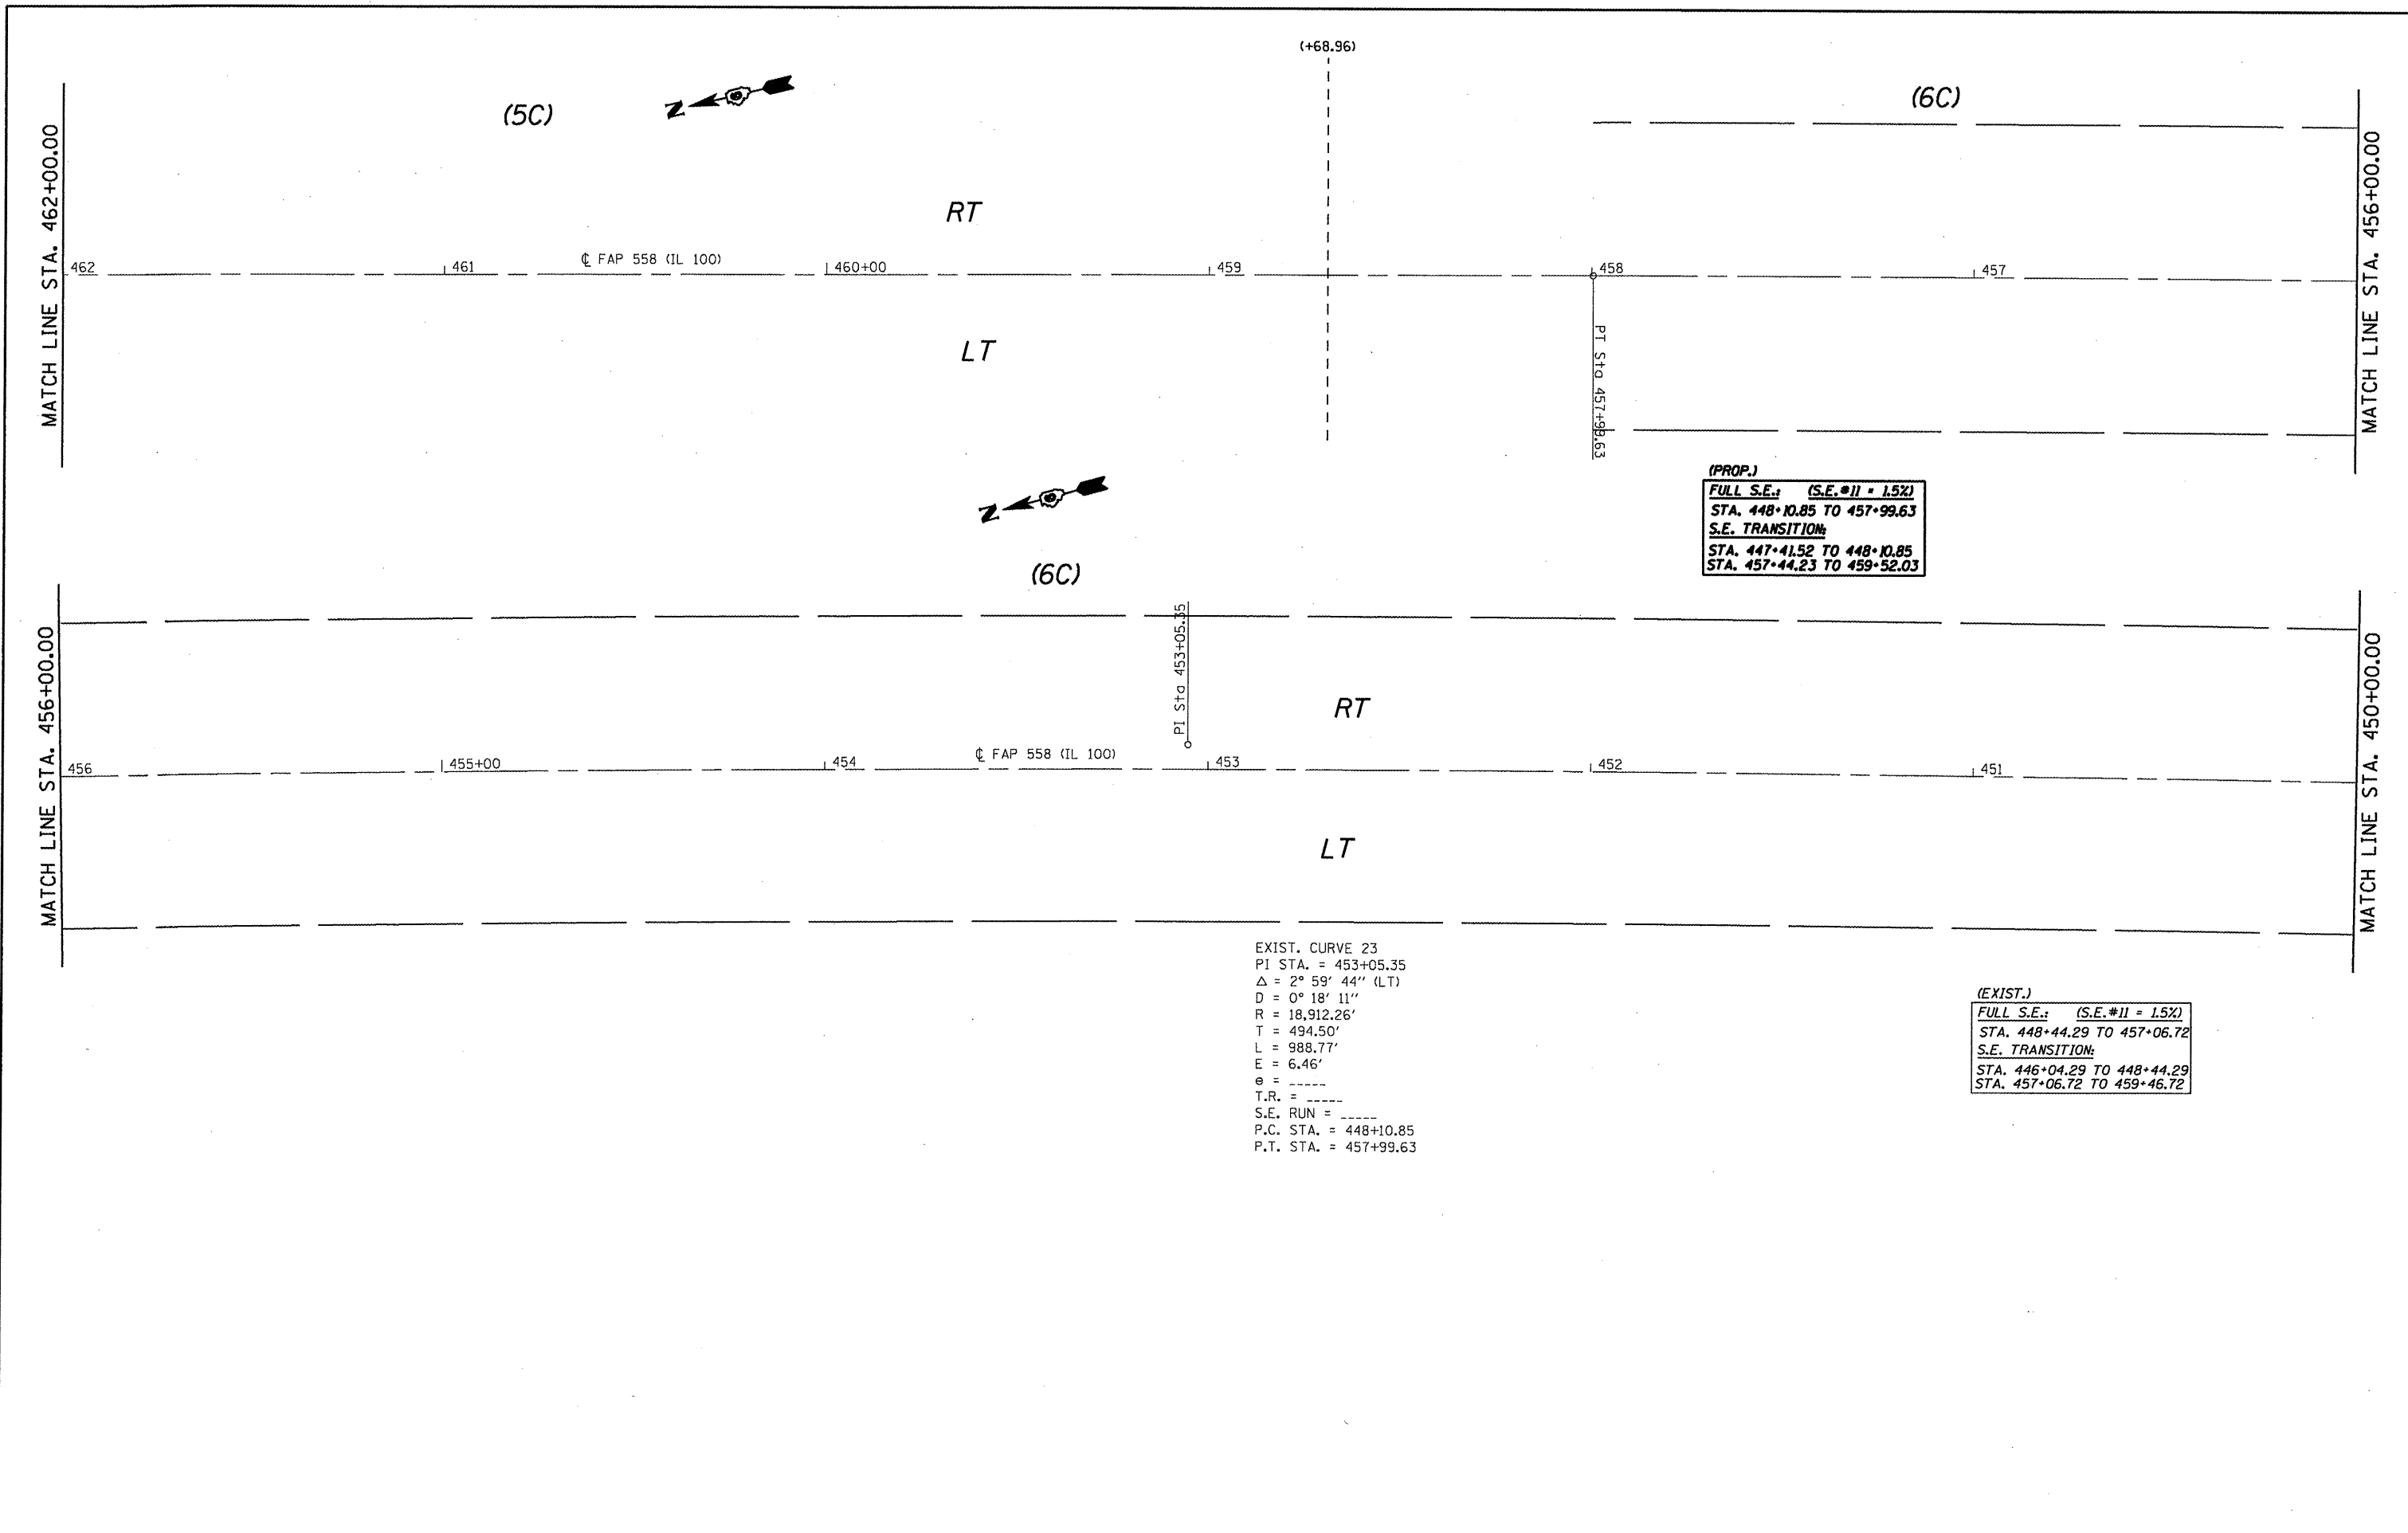 (+68.96)
(5C)
N
(6C)
MATCH LINE STA. 462+00.00
RT
MATCH LINE STA. 456+00.00
462
461
℄ FAP 558 (IL 100)
460+00
459
458
457
LT
PT Sta 457+99.63
(PROP.)
FULL S.E.: (S.E.#11 = 1.5%)
STA. 448+10.85 TO 457+99.63
S.E. TRANSITION:
STA. 447+41.52 TO 448+10.85
STA. 457+44.23 TO 459+52.03
N
(6C)
MATCH LINE STA. 456+00.00
PI Sta 453+05.35
RT
MATCH LINE STA. 450+00.00
456
455+00
454
℄ FAP 558 (IL 100)
453
452
451
LT
EXIST. CURVE 23
PI STA. = 453+05.35
Δ = 2° 59' 44'' (LT)
D = 0° 18' 11''
R = 18,912.26'
T = 494.50'
L = 988.77'
E = 6.46'
e = _____
T.R. = _____
S.E. RUN = _____
P.C. STA. = 448+10.85
P.T. STA. = 457+99.63
(EXIST.)
FULL S.E.: (S.E.#11 = 1.5%)
STA. 448+44.29 TO 457+06.72
S.E. TRANSITION:
STA. 446+04.29 TO 448+44.29
STA. 457+06.72 TO 459+46.72